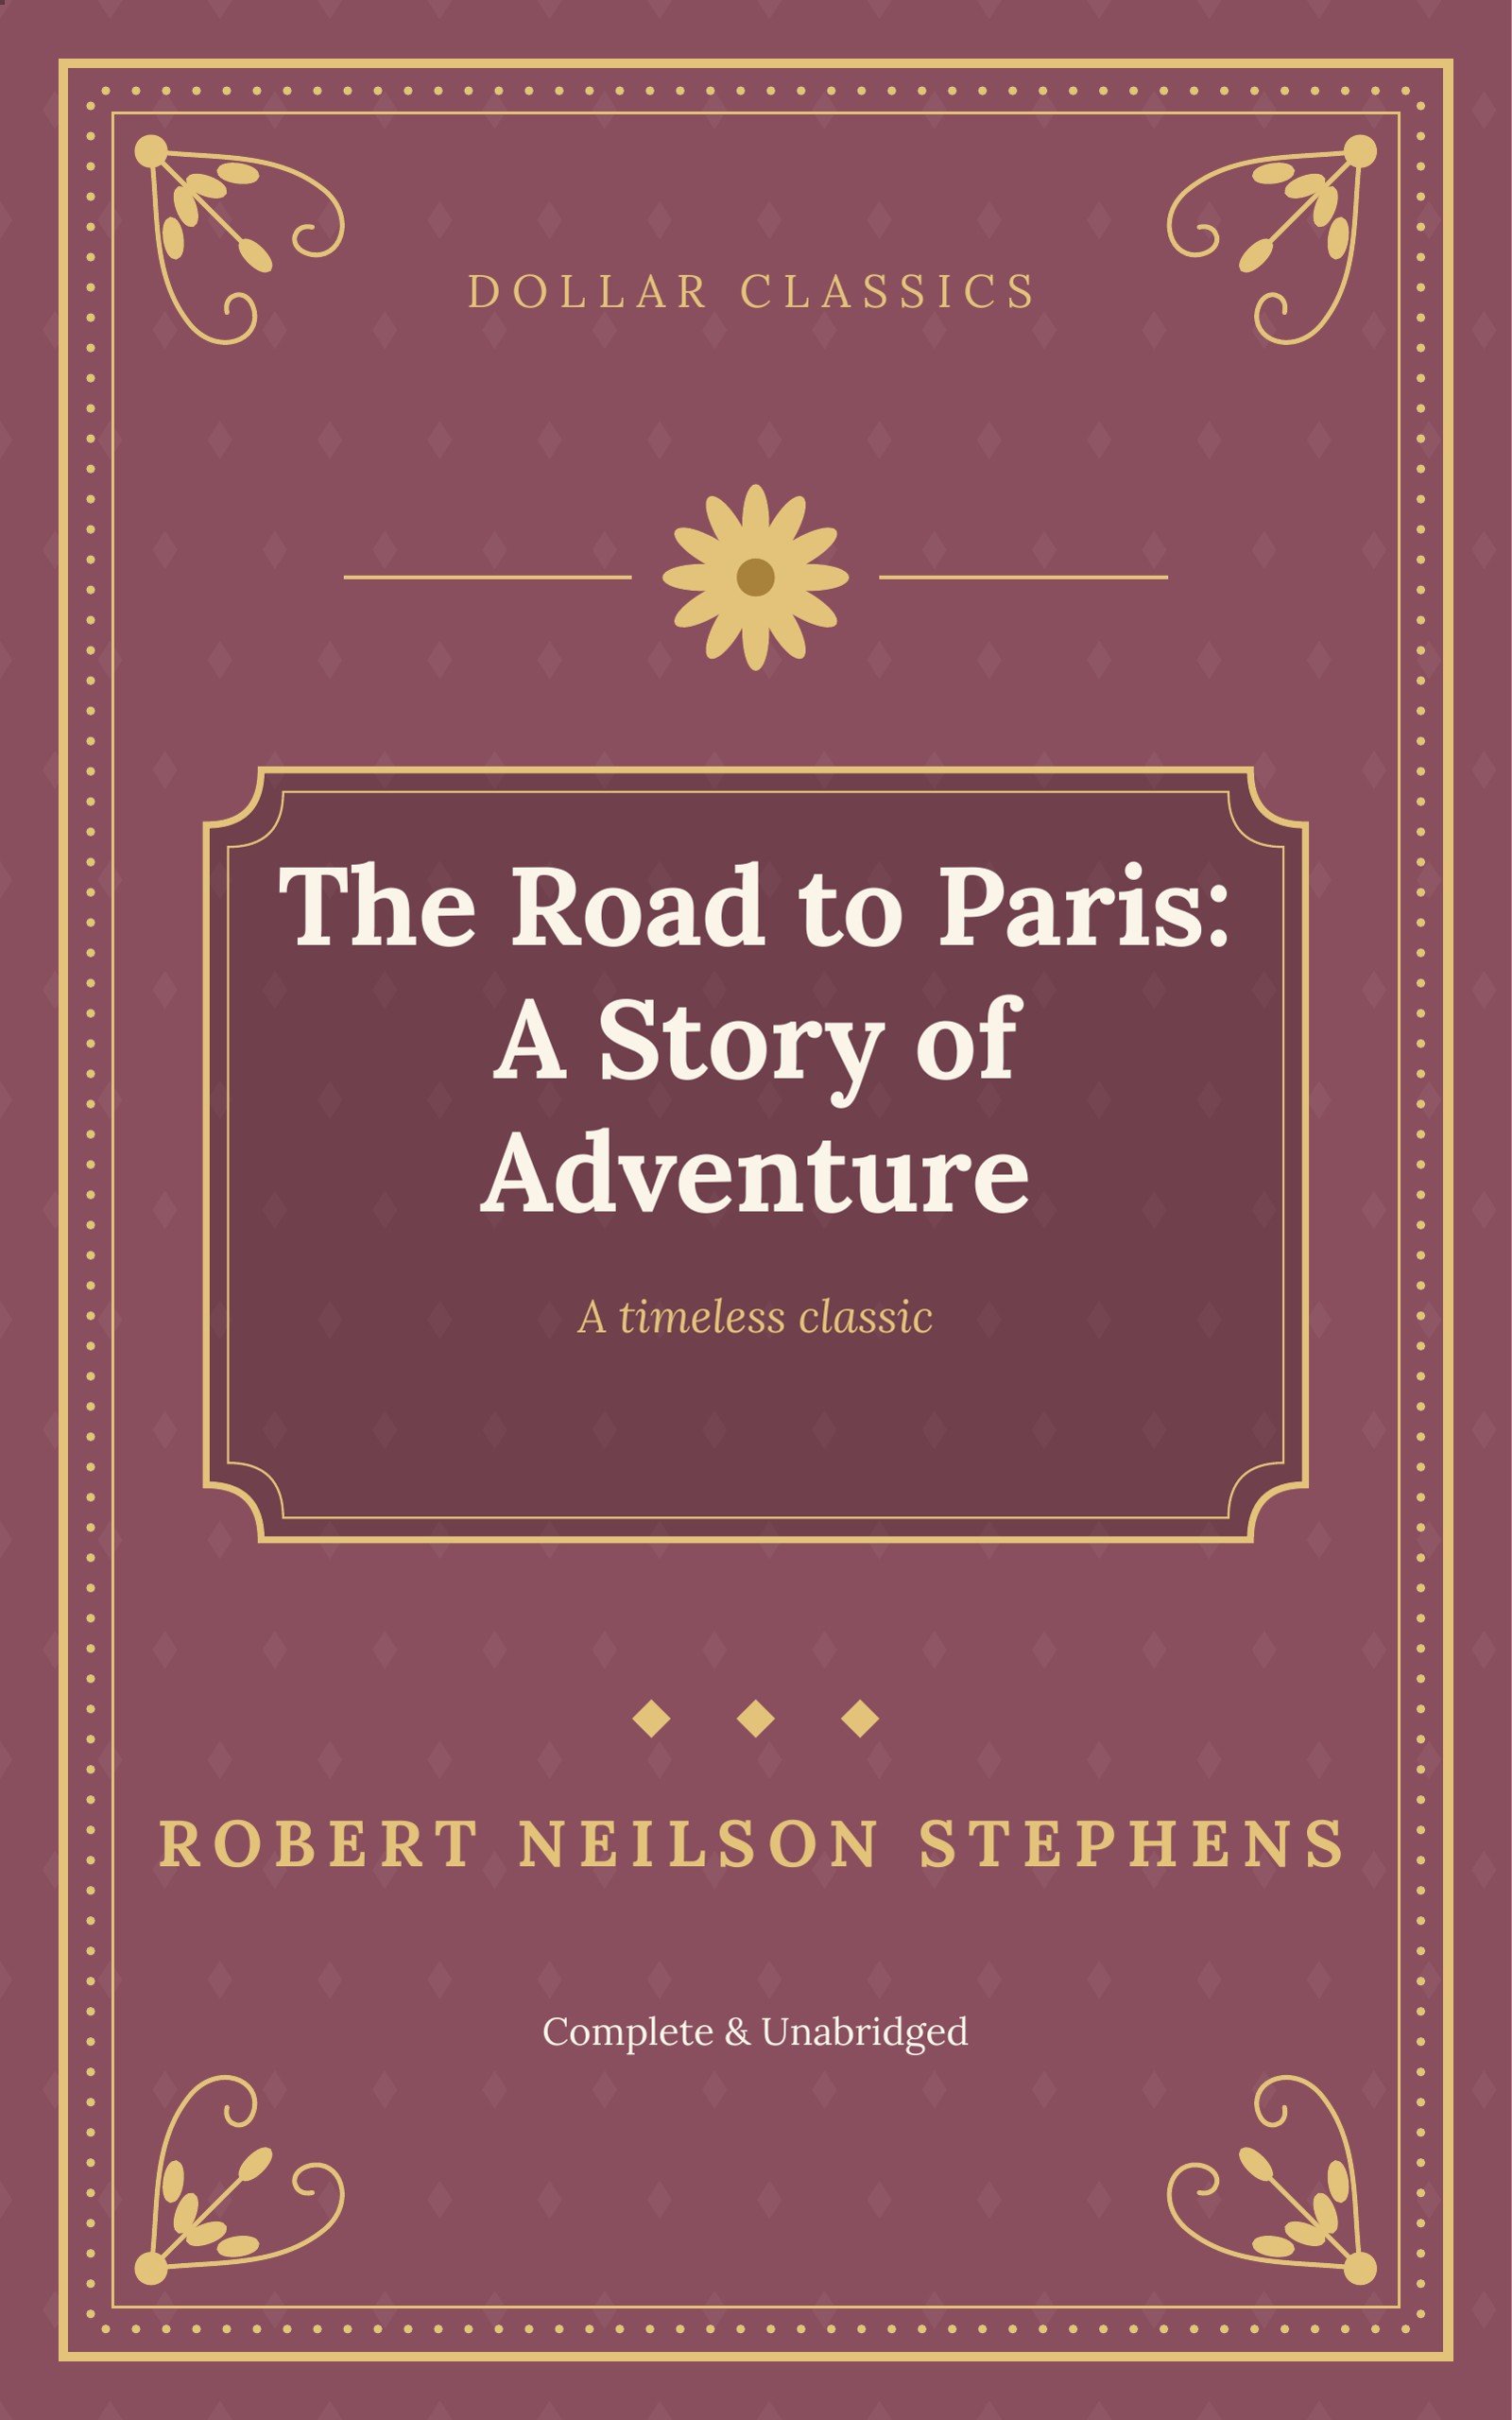 DOLLAR CLASSICS
The Road to Paris:
A Story of
Adventure
A timeless classic
ROBERT NEILSON STEPHENS
Complete & Unabridged